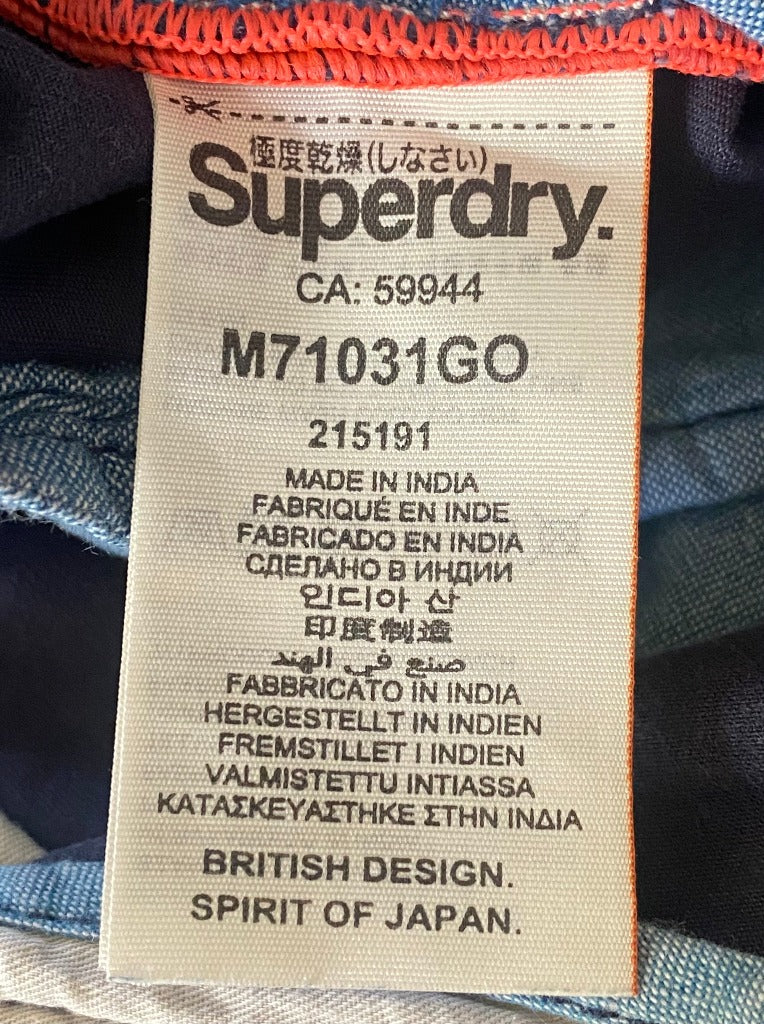 極度乾燥(しなさい)
Superdry.
CA: 59944
M71031GO
215191
MADE IN INDIA
FABRIQUÉ EN INDE
FABRICADO EN INDIA
СДЕЛАНО В ИНДИИ
인디아 산
印度制造
صنع في الهند
FABBRICATO IN INDIA
HERGESTELLT IN INDIEN
FREMSTILLET I INDIEN
VALMISTETTU INTIASSA
ΚΑΤΑΣΚΕΥΑΣΤΗΚΕ ΣΤΗΝ ΙΝΔΙΑ
BRITISH DESIGN.
SPIRIT OF JAPAN.